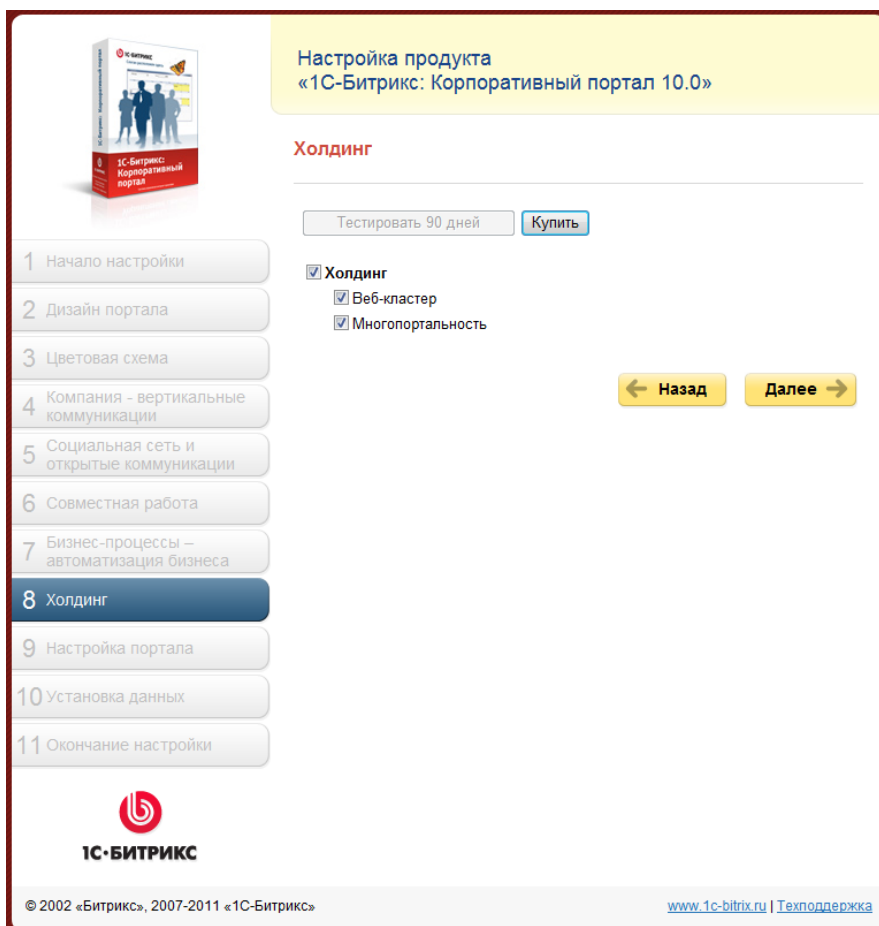 1С-БИТРИКС
1С-Битрикс:
Корпоративный
портал
Настройка продукта
«1С-Битрикс: Корпоративный портал 10.0»
Холдинг
Тестировать 90 дней
Купить
Холдинг
Веб-кластер
Многопортальность
Назад
Далее
1 Начало настройки
2 Дизайн портала
3 Цветовая схема
4 Компания - вертикальные
коммуникации
5 Социальная сеть и
открытые коммуникации
6 Совместная работа
7 Бизнес-процессы –
автоматизация бизнеса
8 Холдинг
9 Настройка портала
10 Установка данных
11 Окончание настройки
1С·БИТРИКС
© 2002 «Битрикс», 2007-2011 «1С-Битрикс»
www.1c-bitrix.ru | Техподдержка